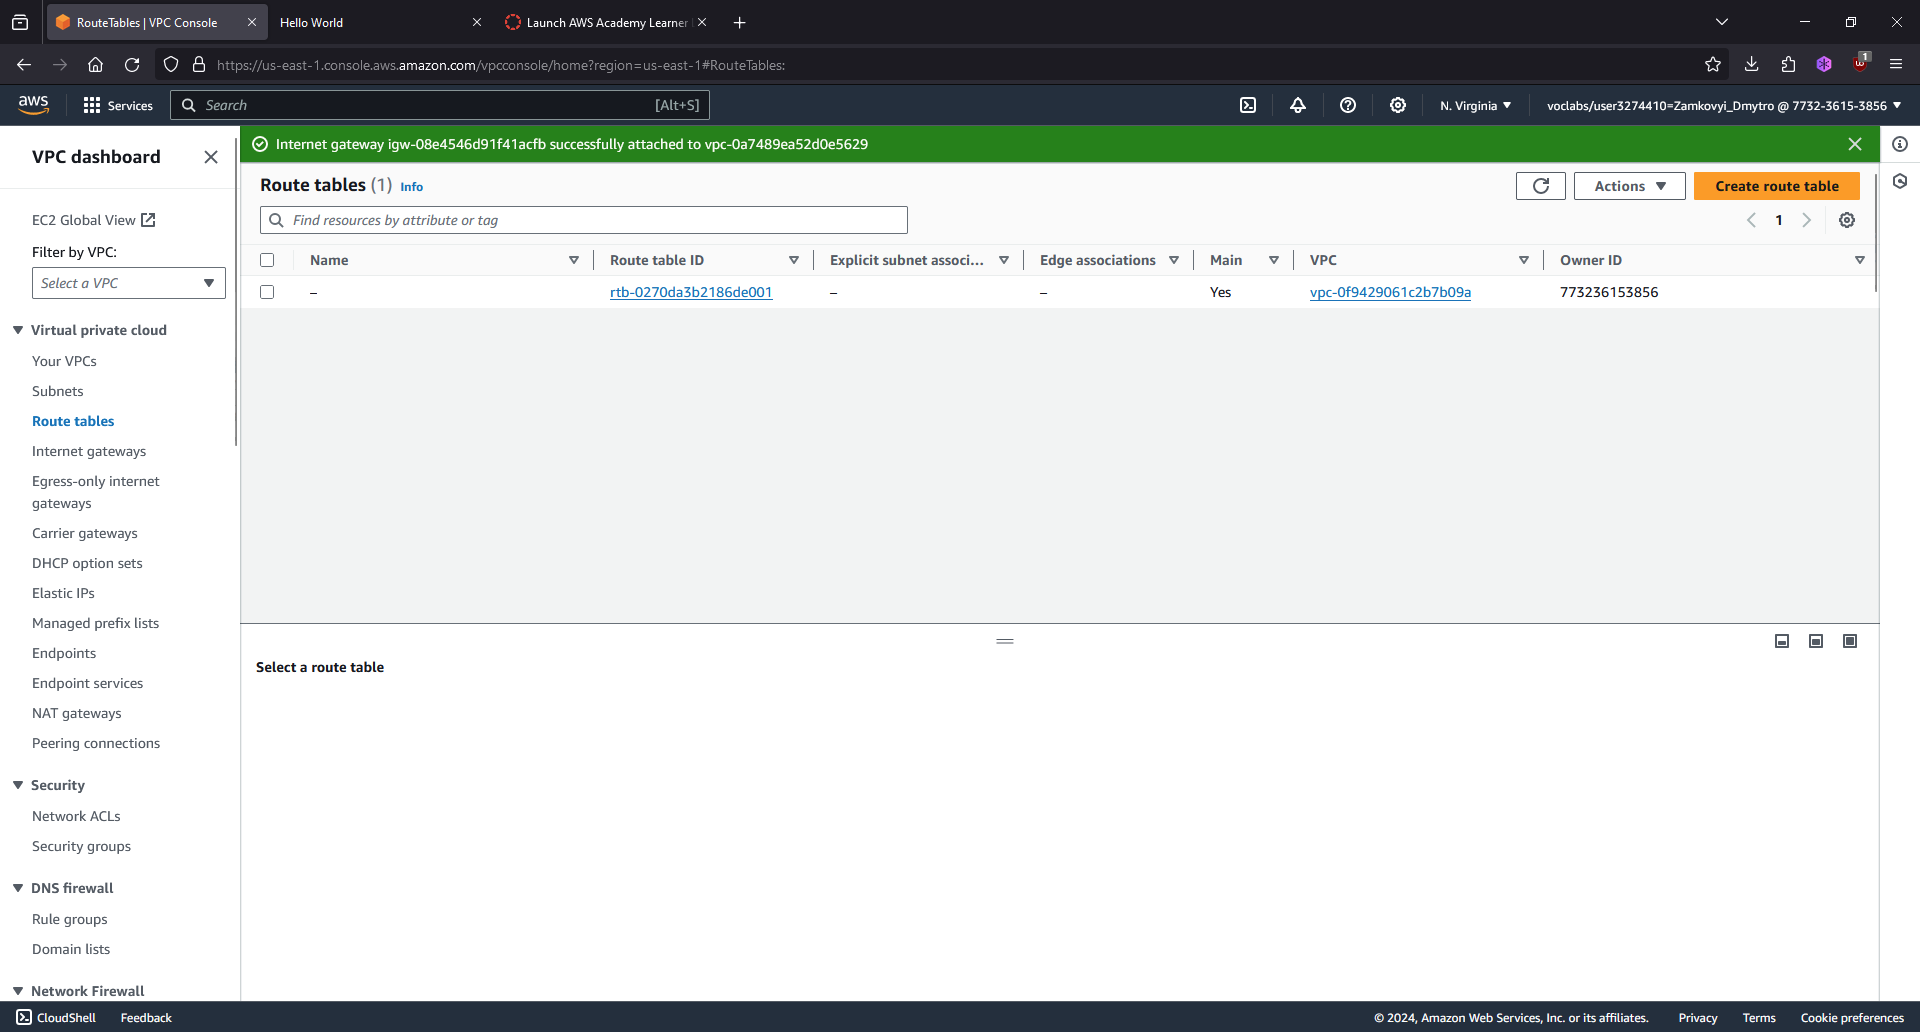 RouteTables | VPC Console
Hello World
Launch AWS Academy Learner
https://us-east-1.console.aws.amazon.com/vpcconsole/home?region=us-east-1#RouteTables:
1
aws
Services
Search
[Alt+S]
N. Virginia
voclabs/user3274410=Zamkovyi_Dmytro @ 7732-3615-3856
VPC dashboard
EC2 Global View
Filter by VPC:
Select a VPC
Virtual private cloud
Your VPCs
Subnets
Route tables
Internet gateways
Egress-only internet
gateways
Carrier gateways
DHCP option sets
Elastic IPs
Managed prefix lists
Endpoints
Endpoint services
NAT gateways
Peering connections
Security
Network ACLs
Security groups
DNS firewall
Rule groups
Domain lists
Network Firewall
Internet gateway igw-08e4546d91f41acfb successfully attached to vpc-0a7489ea52d0e5629
Route tables (1) Info
Actions
Create route table
Find resources by attribute or tag
1
Name Route table ID Explicit subnet associ... Edge associations Main VPC Owner ID
– rtb-0270da3b2186de001 – – Yes vpc-0f9429061c2b7b09a 773236153856
Select a route table
CloudShell Feedback
© 2024, Amazon Web Services, Inc. or its affiliates. Privacy Terms Cookie preferences